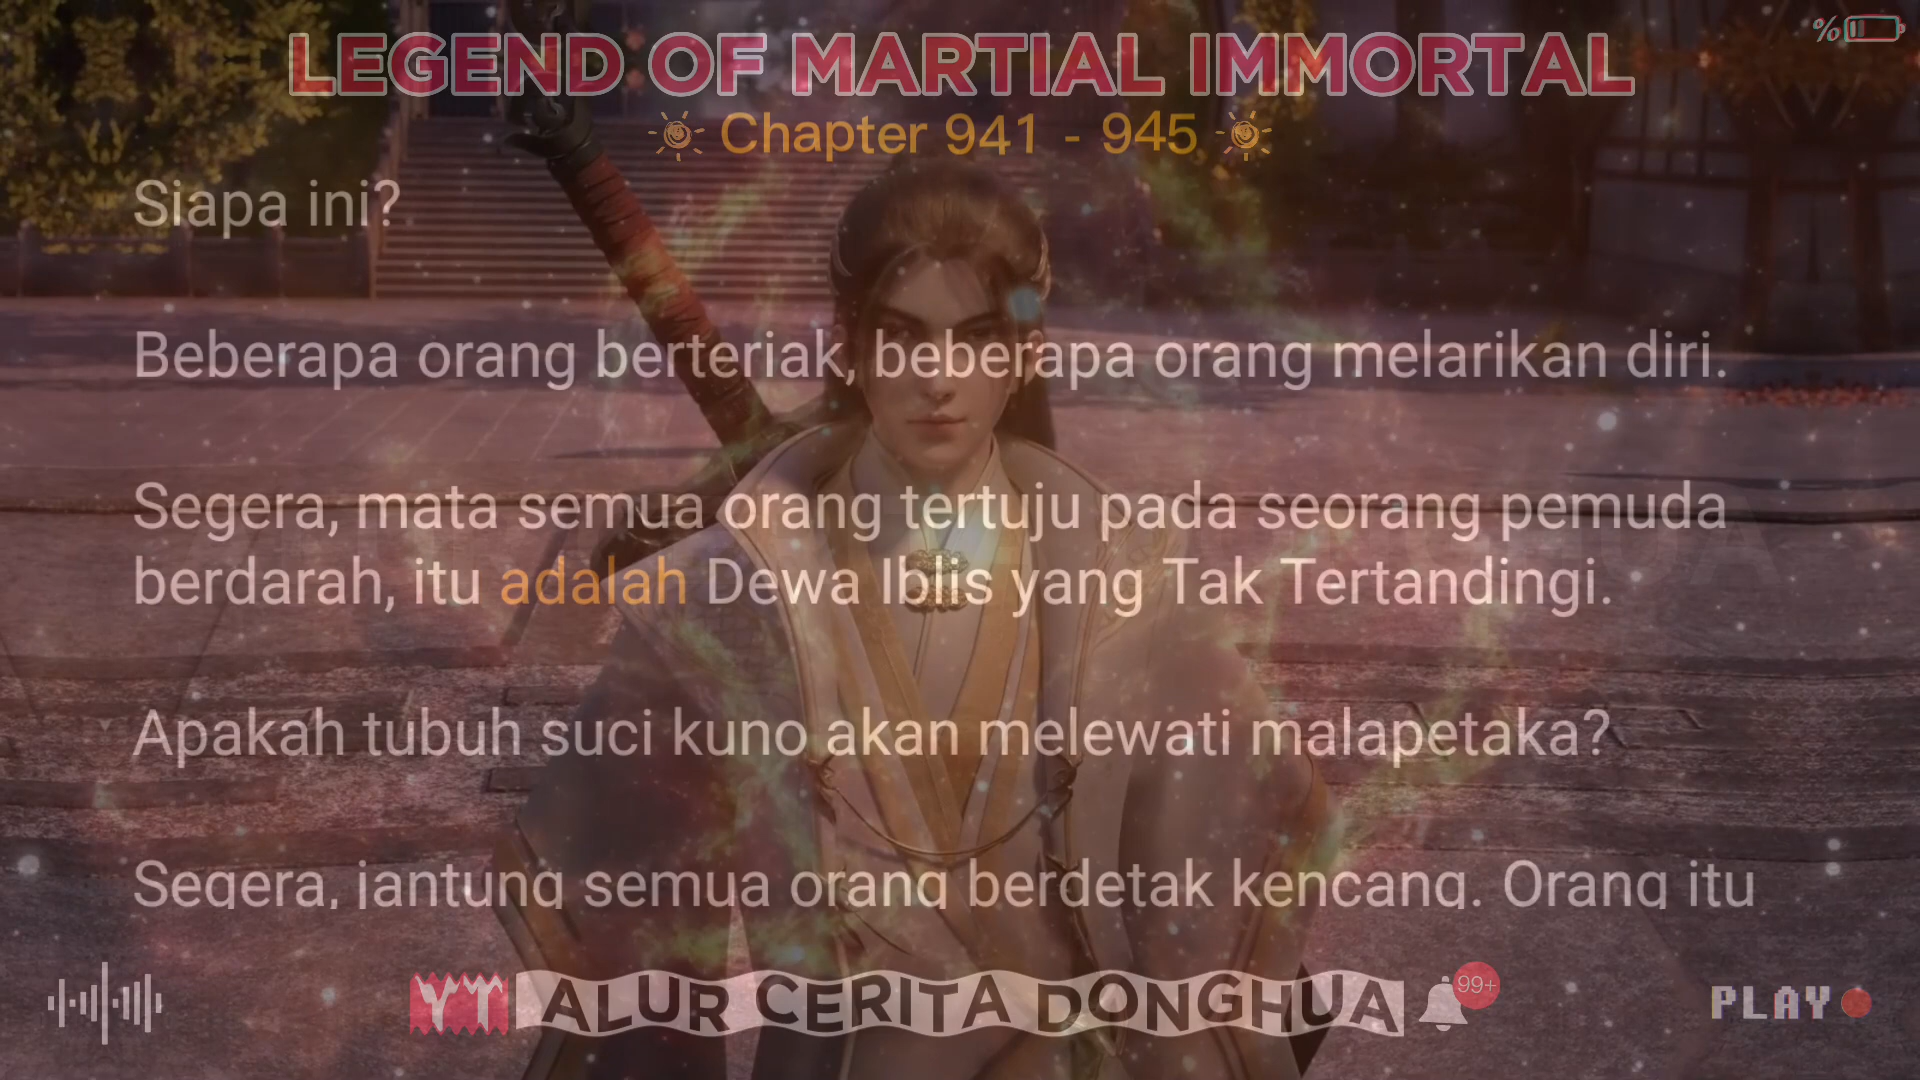 %
LEGEND OF MARTIAL IMMORTAL
Chapter 941 - 945
Siapa ini?
Beberapa orang berteriak, beberapa orang melarikan diri.
Segera, mata semua orang tertuju pada seorang pemuda
berdarah, itu adalah Dewa Iblis yang Tak Tertandingi.
Apakah tubuh suci kuno akan melewati malapetaka?
Segera, jantung semua orang berdetak kencang. Orang itu
YT ALUR CERITA DONGHUA 99+
PLAY